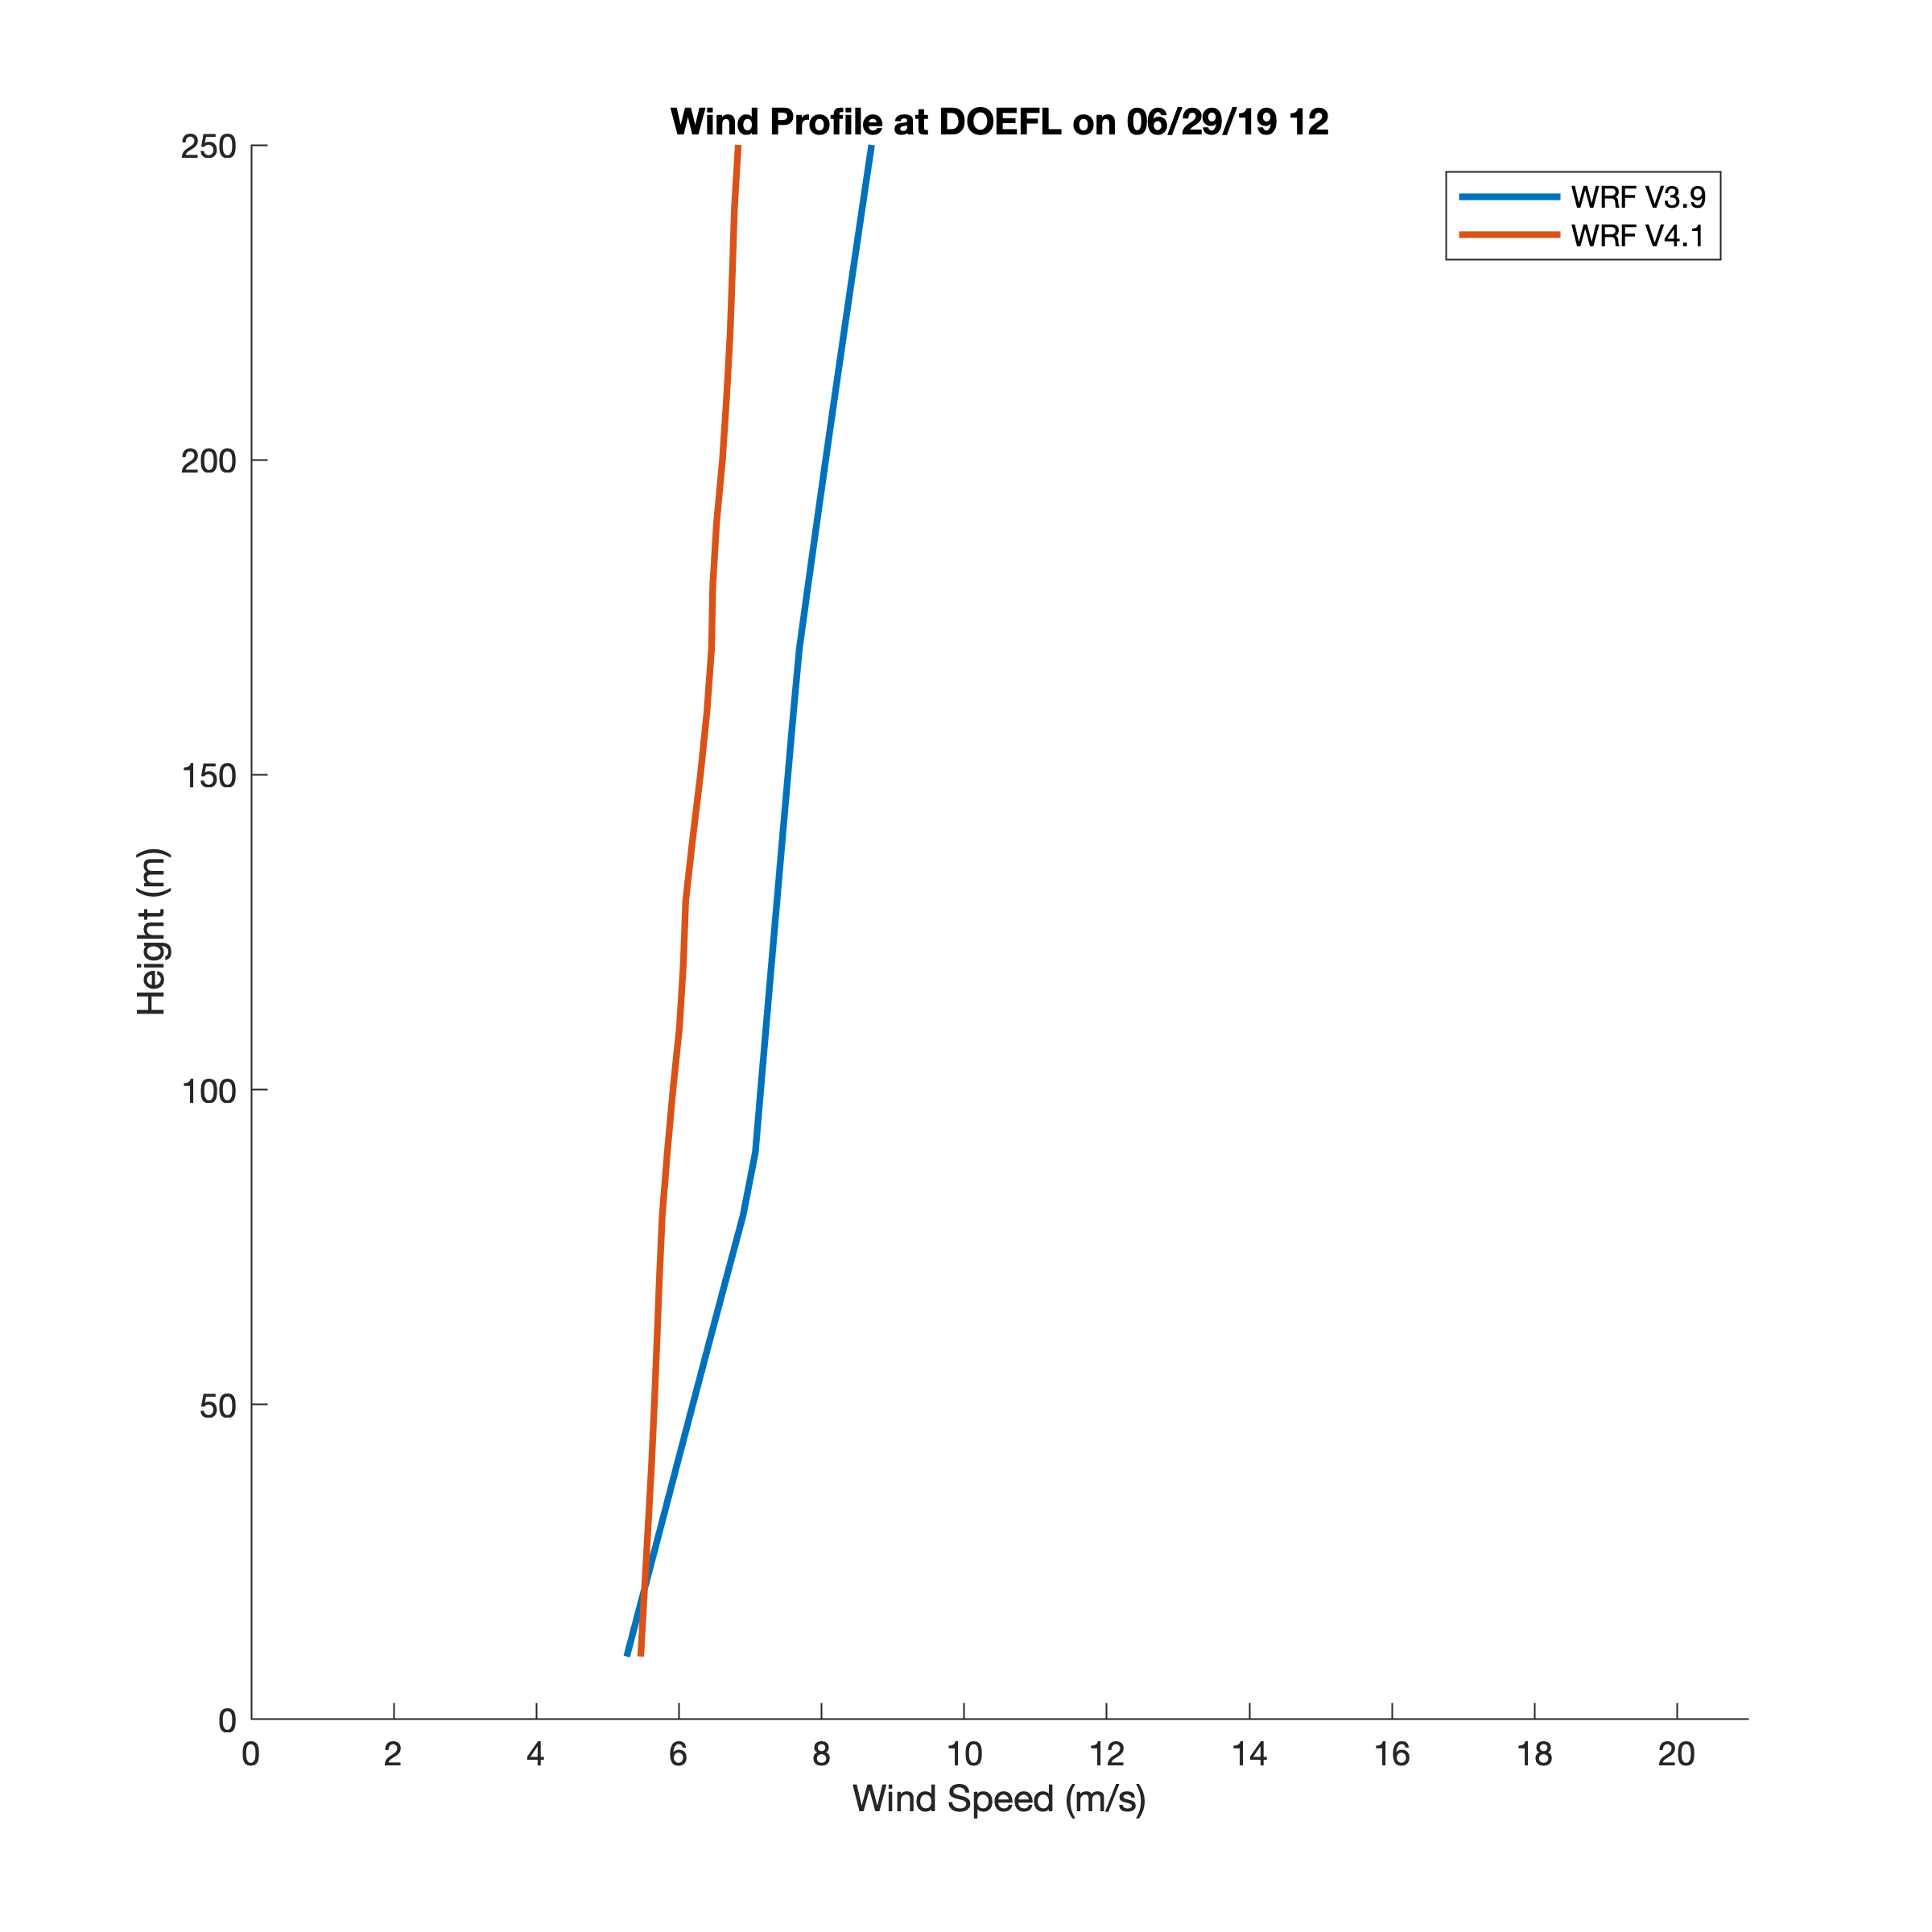 Wind Profile at DOEFL on 06/29/19 12
WRF V3.9
WRF V4.1
250
200
150
100
50
0
Height (m)
0 2 4 6 8 10 12 14 16 18 20
Wind Speed (m/s)